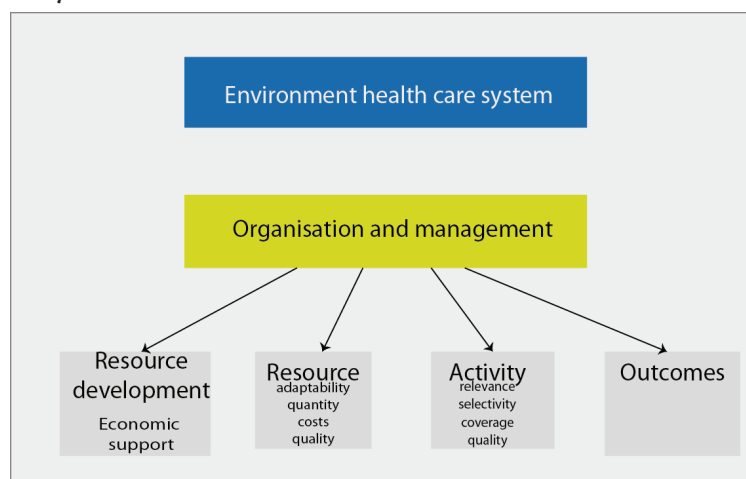 Environment health care system
Organisation and management
Resource
development
Economic
support
Resource
adaptability
quantity
costs
quality
Activity
relevance
selectivity
coverage
quality
Outcomes